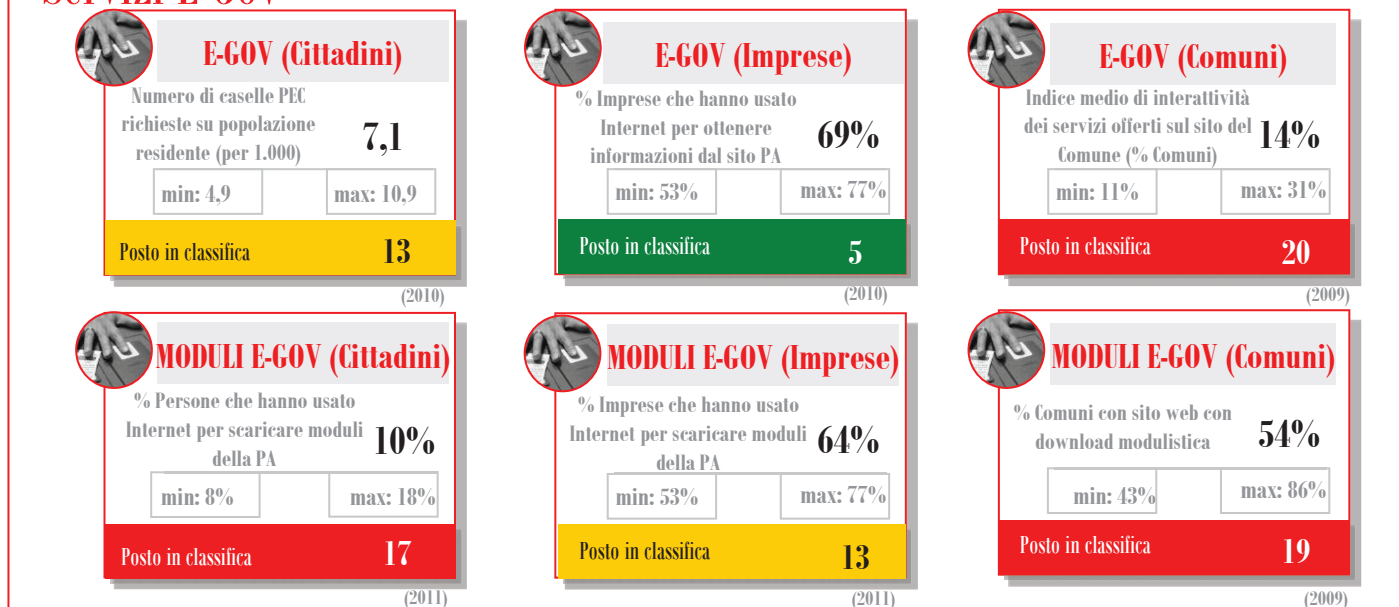 SERVIZI E-GOV
E-GOV (Cittadini)
Numero di caselle PEC
richieste su popolazione
residente (per 1.000)
7,1
min: 4,9
max: 10,9
Posto in classifica
13
(2010)
E-GOV (Imprese)
% Imprese che hanno usato
Internet per ottenere
informazioni dal sito PA
69%
min: 53%
max: 77%
Posto in classifica
5
(2010)
E-GOV (Comuni)
Indice medio di interattività
dei servizi offerti sul sito del
Comune (% Comuni)
14%
min: 11%
max: 31%
Posto in classifica
20
(2009)
MODULI E-GOV (Cittadini)
% Persone che hanno usato
Internet per scaricare moduli
della PA
10%
min: 8%
max: 18%
Posto in classifica
17
(2011)
MODULI E-GOV (Imprese)
% Imprese che hanno usato
Internet per scaricare moduli
della PA
64%
min: 53%
max: 77%
Posto in classifica
13
(2011)
MODULI E-GOV (Comuni)
% Comuni con sito web con
download modulistica
54%
min: 43%
max: 86%
Posto in classifica
19
(2009)